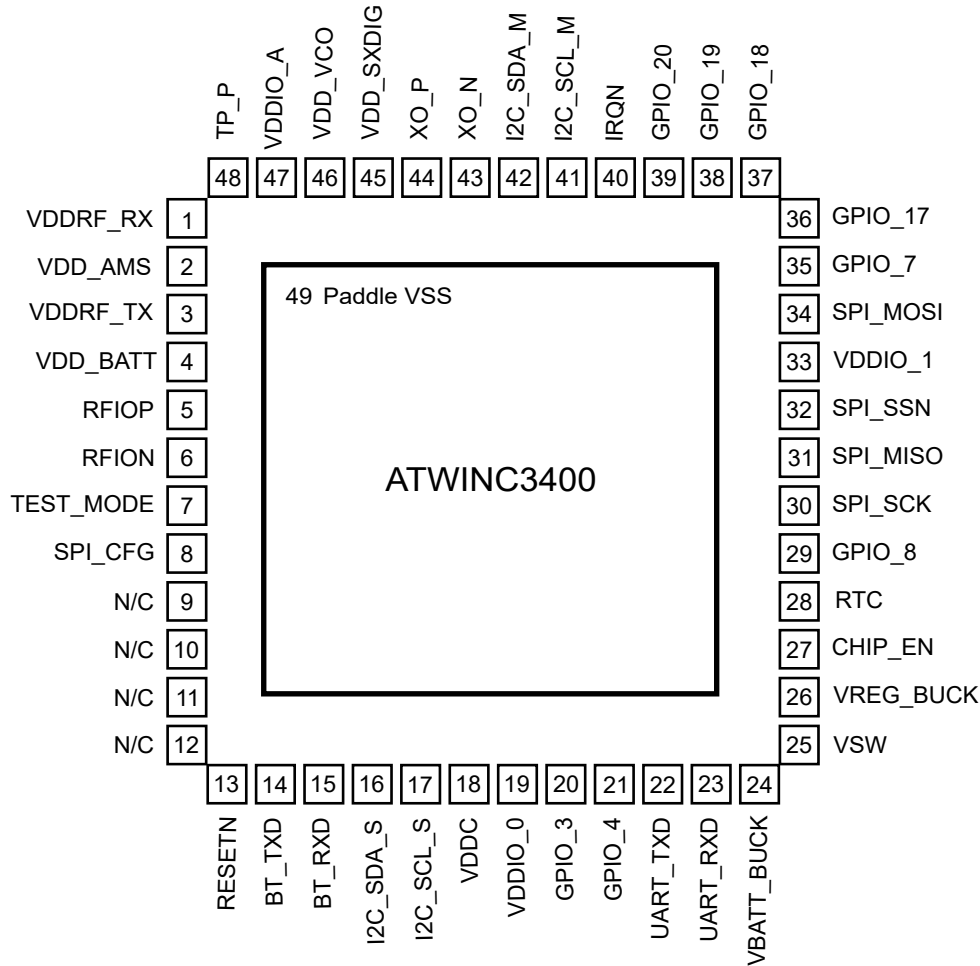 TP_P
VDDIO_A
VDD_VCO
VDD_SXDIG
XO_P
XO_N
I2C_SDA_M
I2C_SCL_M
IRQN
GPIO_20
GPIO_19
GPIO_18
48 47 46 45 44 43 42 41 40 39 38 37
VDDRF_RX 1
VDD_AMS 2
VDDRF_TX 3
VDD_BATT 4
RFIOP 5
RFION 6
TEST_MODE 7
SPI_CFG 8
N/C 9
N/C 10
N/C 11
N/C 12
49 Paddle VSS
ATWINC3400
36 GPIO_17
35 GPIO_7
34 SPI_MOSI
33 VDDIO_1
32 SPI_SSN
31 SPI_MISO
30 SPI_SCK
29 GPIO_8
28 RTC
27 CHIP_EN
26 VREG_BUCK
25 VSW
13 14 15 16 17 18 19 20 21 22 23 24
RESETN
BT_TXD
BT_RXD
I2C_SDA_S
I2C_SCL_S
VDDC
VDDIO_0
GPIO_3
GPIO_4
UART_TXD
UART_RXD
VBATT_BUCK